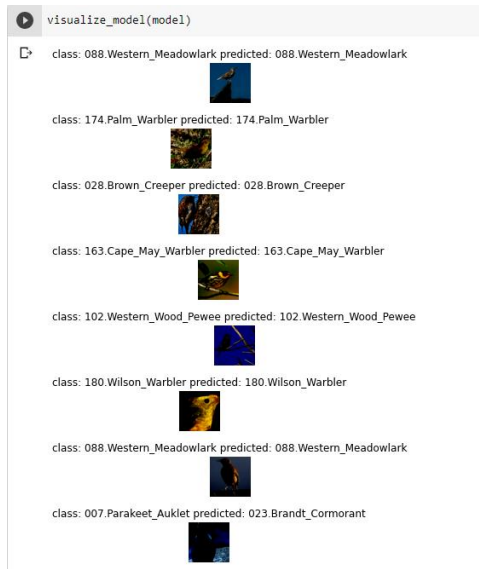 visualize_model(model)
class: 088.Western_Meadowlark predicted: 088.Western_Meadowlark
class: 174.Palm_Warbler predicted: 174.Palm_Warbler
class: 028.Brown_Creeper predicted: 028.Brown_Creeper
class: 163.Cape_May_Warbler predicted: 163.Cape_May_Warbler
class: 102.Western_Wood_Pewee predicted: 102.Western_Wood_Pewee
class: 180.Wilson_Warbler predicted: 180.Wilson_Warbler
class: 088.Western_Meadowlark predicted: 088.Western_Meadowlark
class: 007.Parakeet_Auklet predicted: 023.Brandt_Cormorant